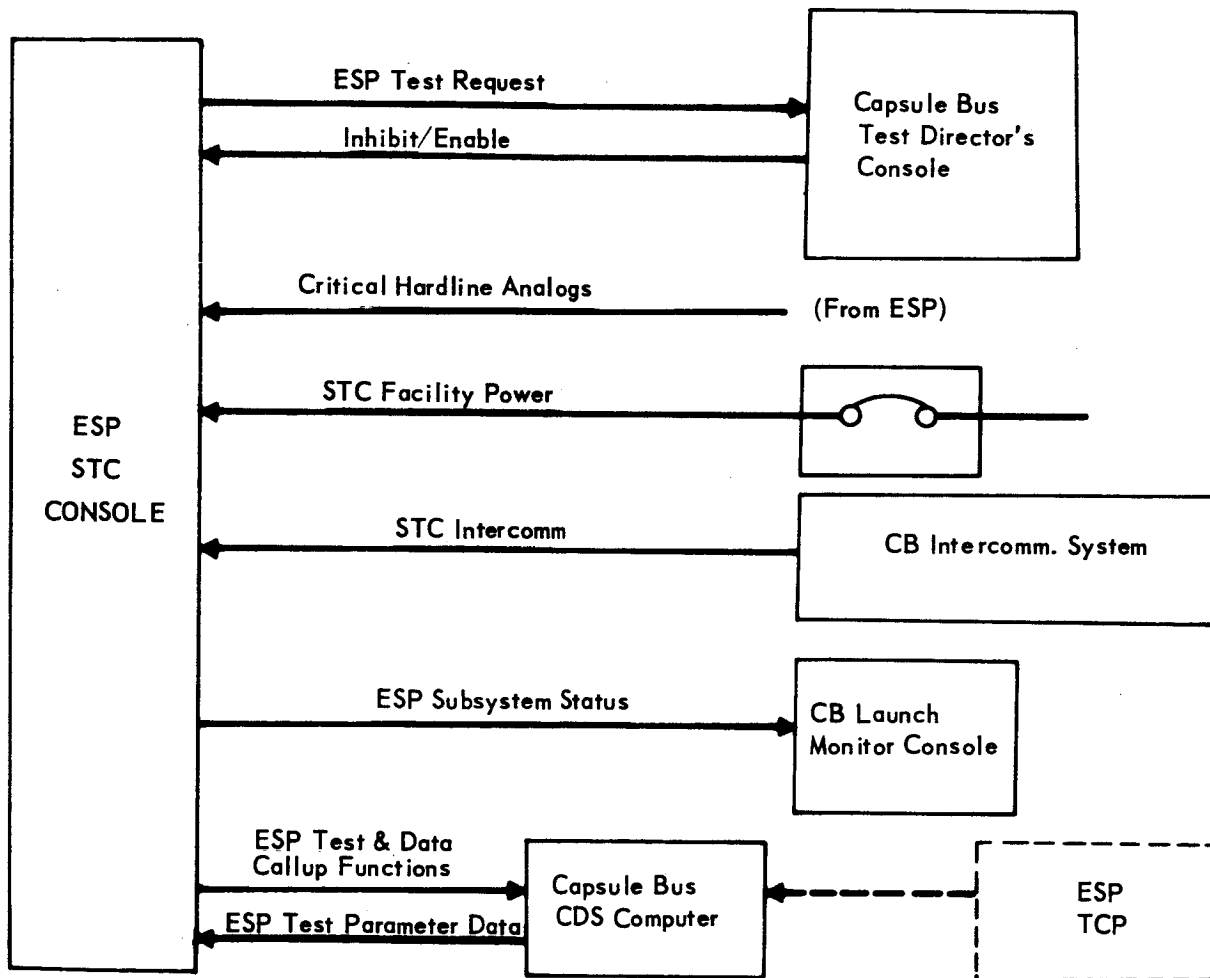 ESP Test Request
Inhibit/Enable
Capsule Bus
Test Director's
Console
Critical Hardline Analogs
(From ESP)
STC Facility Power
ESP
STC
CONSOLE
STC Intercomm
CB Intercomm. System
ESP Subsystem Status
CB Launch
Monitor Console
ESP Test & Data
Callup Functions
ESP Test Parameter Data
Capsule Bus
CDS Computer
ESP
TCP